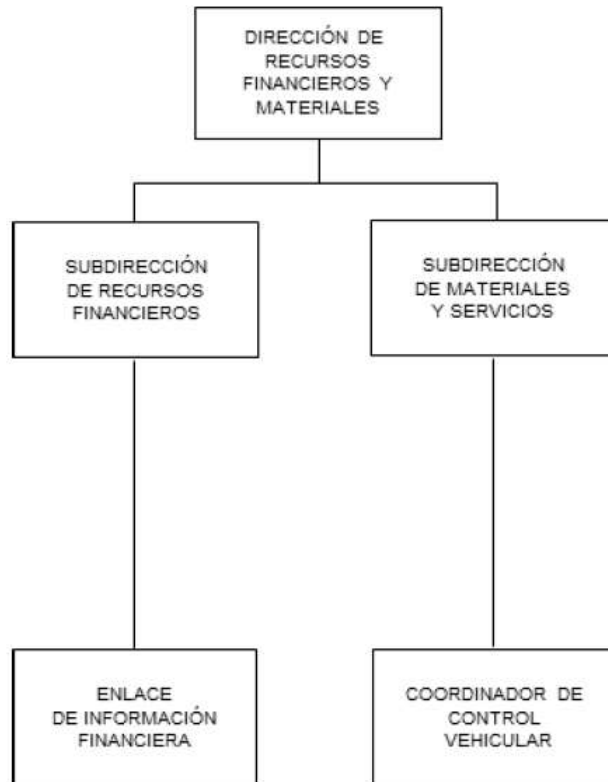 DIRECCIÓN DE
RECURSOS
FINANCIEROS Y
MATERIALES
SUBDIRECCIÓN
DE RECURSOS
FINANCIEROS
SUBDIRECCIÓN
DE MATERIALES
Y SERVICIOS
ENLACE
DE INFORMACIÓN
FINANCIERA
COORDINADOR DE
CONTROL
VEHICULAR